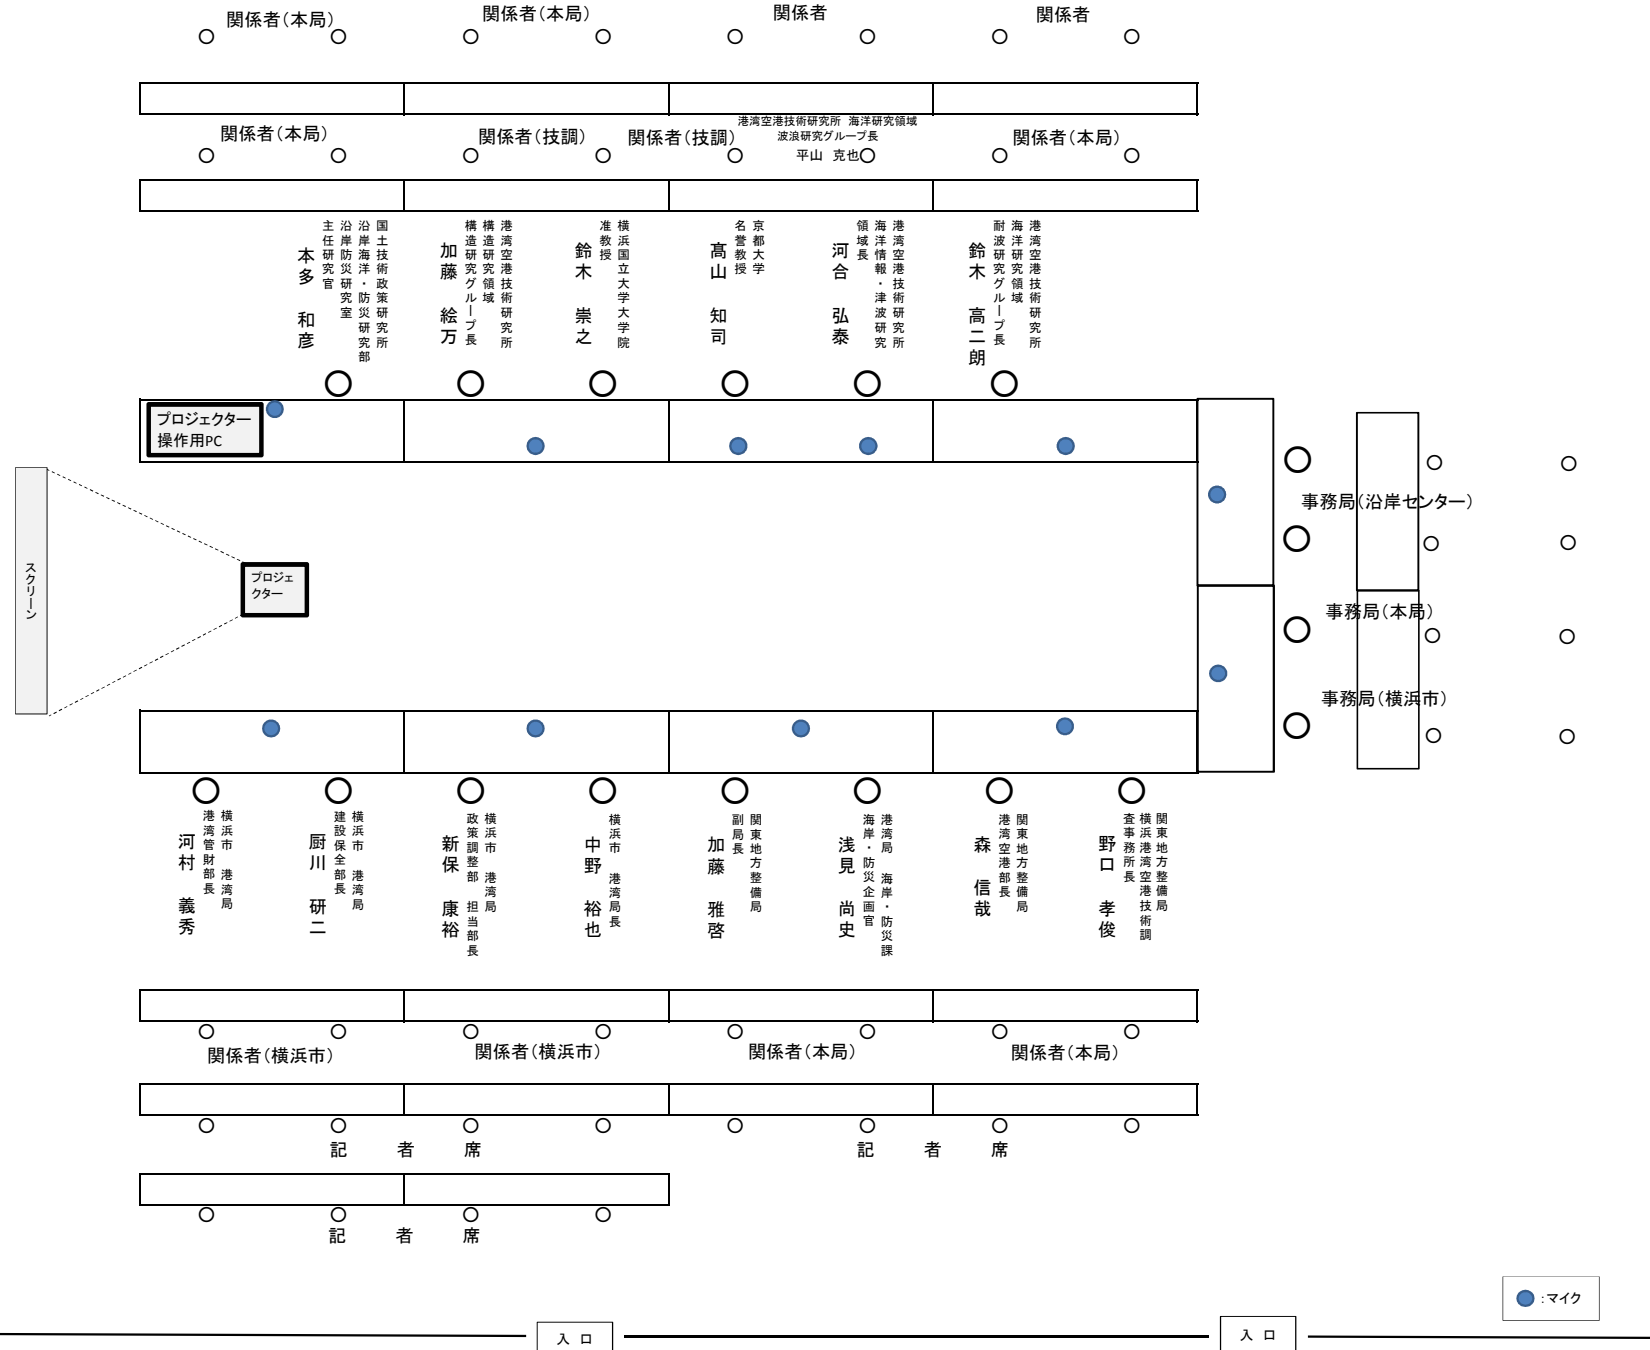 関係者（本局）
関係者（本局）
関係者
関係者
関係者（本局）
関係者（技調）
関係者（技調）
港湾空港技術研究所　海洋研究領域
波浪研究グループ長
平山　克也
関係者（本局）
国土技術政策研究所
沿岸海洋・防災研究部
沿岸防災研究室
主任研究官
本多　和彦
港湾空港技術研究所
構造研究領域
構造研究グループ長
加藤　絵万
横浜国立大学大学院
准教授
鈴木　崇之
京都大学
名誉教授
髙山　知司
港湾空港技術研究所
海洋情報・津波研究
領域長
河合　弘泰
港湾空港技術研究所
海洋研究領域
耐波研究グループ長
鈴木　高二朗
プロジェクター
操作用PC
スクリーン
プロジェ
クター
事務局（沿岸センター）
事務局（本局）
事務局（横浜市）
横浜市　港湾局
港湾管財部長
河村　義秀
横浜市　港湾局
建設保全部長
厨川　研二
横浜市　港湾局
政策調整部　担当部長
新保　康裕
横浜市　港湾局長
中野　裕也
関東地方整備局
副局長
加藤　雅啓
港湾局　海岸・防災課
海岸・防災企画官
浅見　尚史
関東地方整備局
港湾空港部長
森　信哉
関東地方整備局
横浜港湾空港技術調
査事務所長
野口　孝俊
関係者（横浜市）
関係者（横浜市）
関係者（本局）
関係者（本局）
記　者　席
記　者　席
記　者　席
：マイク
入　口
入　口